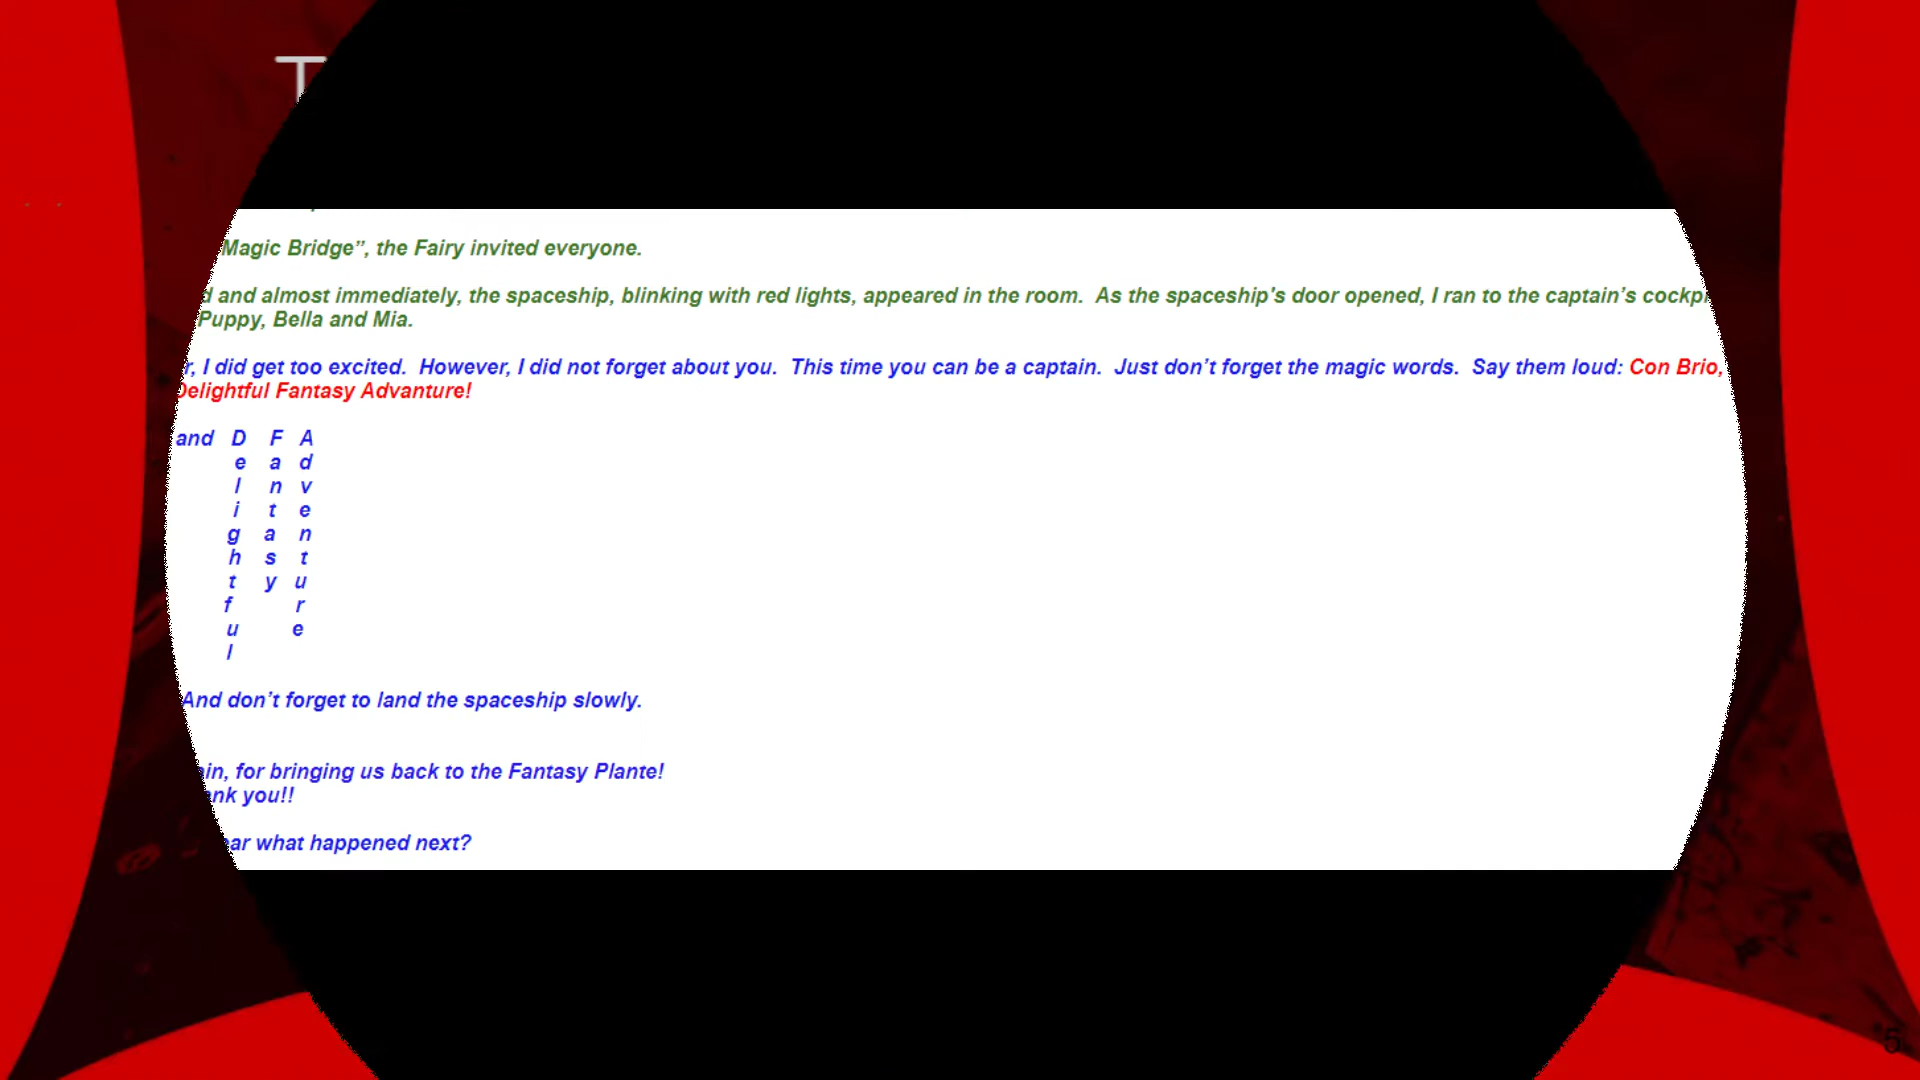 T
Magic Bridge”, the Fairy invited everyone.
and almost immediately, the spaceship, blinking with red lights, appeared in the room. As the spaceship's door opened, I ran to the captain’s
Puppy, Bella and Mia.
I did get too excited. However, I did not forget about you. This time you can be a captain. Just don’t forget the magic words. Say them loud: Con Brio,
Delightful Fantasy Advanture!
and D F A
e a d
l n v
i t e
g a n
h s t
t y u
f r
u e
l
And don’t forget to land the spaceship slowly.
for bringing us back to the Fantasy Plante!
you!!
what happened next?
5